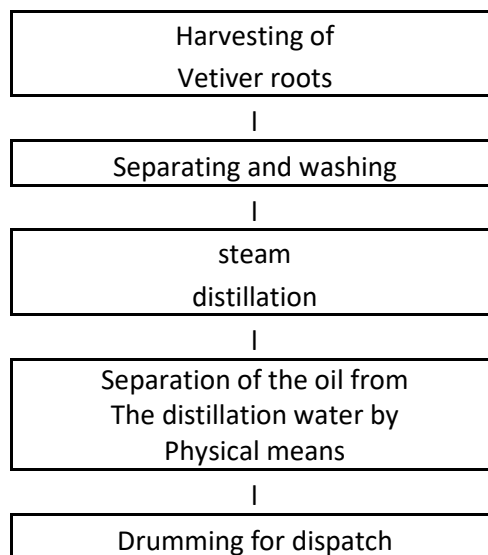 Harvesting of
Vetiver roots
|
Separating and washing
|
steam
distillation
|
Separation of the oil from
The distillation water by
Physical means
|
Drumming for dispatch